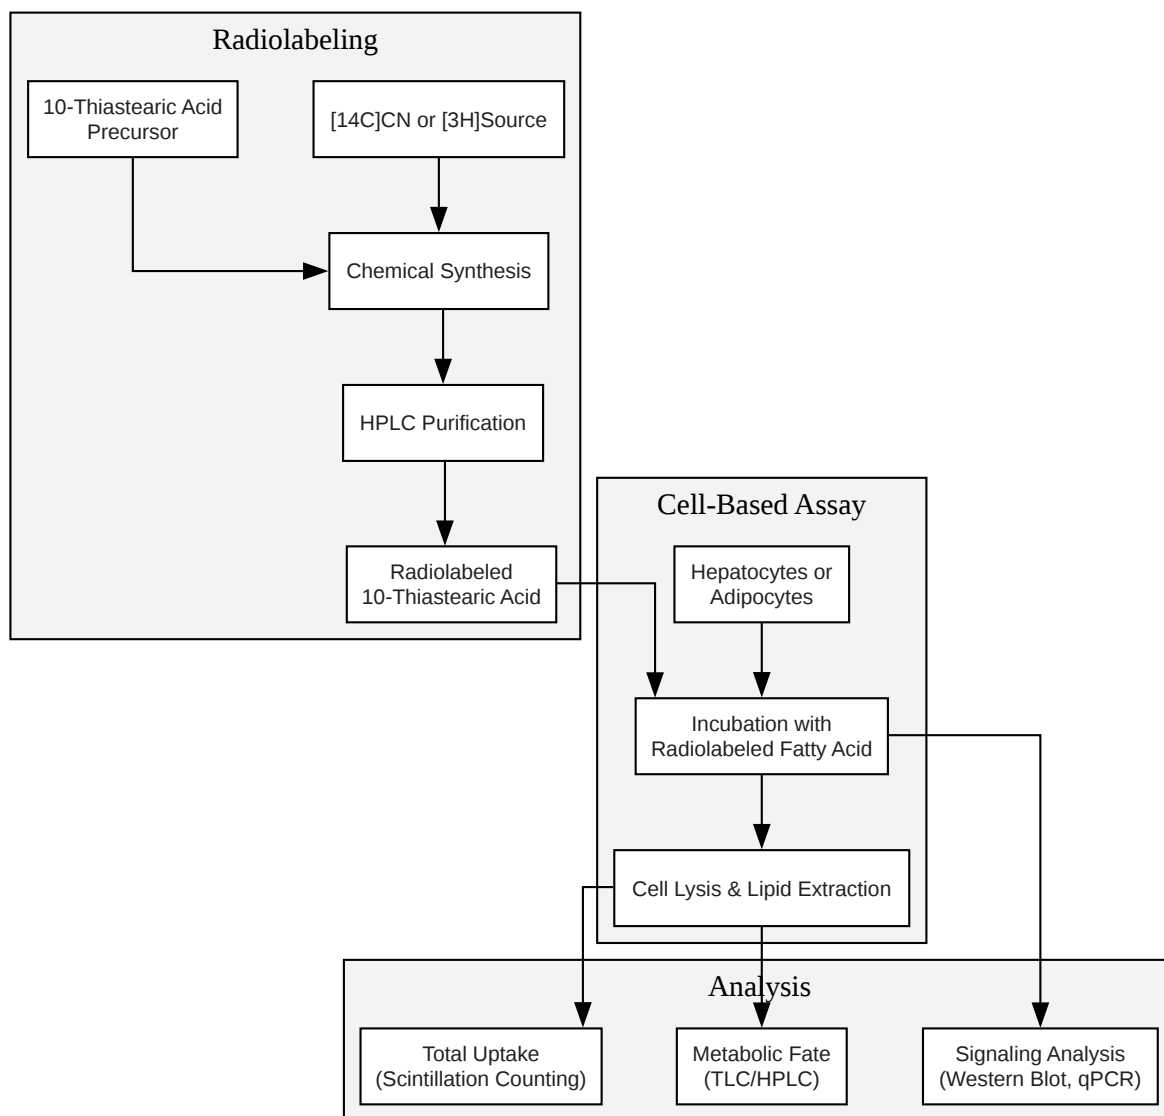 Radiolabeling
10-Thiastearic Acid
Precursor
[14C]CN or [3H]Source
Chemical Synthesis
HPLC Purification
Radiolabeled
10-Thiastearic Acid
Cell-Based Assay
Hepatocytes or
Adipocytes
Incubation with
Radiolabeled Fatty Acid
Cell Lysis & Lipid Extraction
Analysis
Total Uptake
(Scintillation Counting)
Metabolic Fate
(TLC/HPLC)
Signaling Analysis
(Western Blot, qPCR)